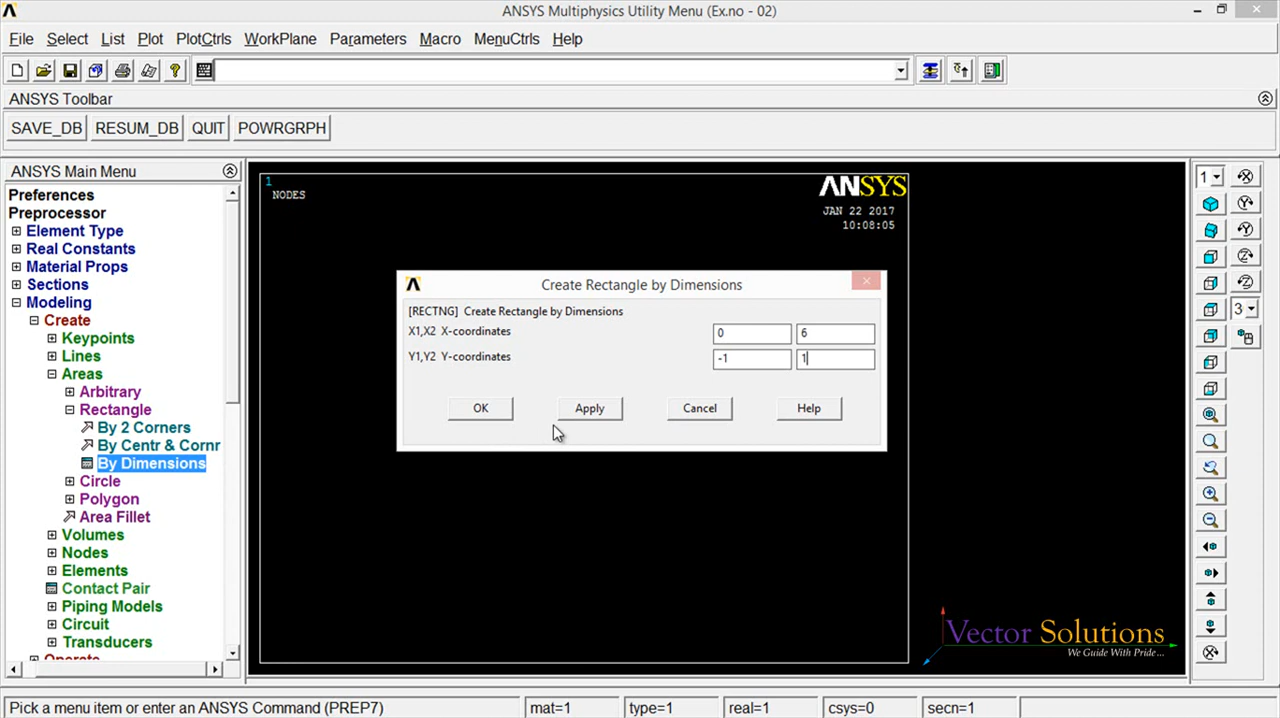 ANSYS Multiphysics Utility Menu (Ex.no - 02)
File Select List Plot PlotCtrls WorkPlane Parameters Macro MenuCtrls Help
ANSYS Toolbar
SAVE_DB RESUM_DB QUIT POWRGRPH
ANSYS Main Menu
Preferences
Preprocessor
Element Type
Real Constants
Material Props
Sections
Modeling
Create
Keypoints
Lines
Areas
Arbitrary
Rectangle
By 2 Corners
By Centr & Cornr
By Dimensions
Circle
Polygon
Area Fillet
Volumes
Nodes
Elements
Contact Pair
Piping Models
Circuit
Transducers
Operate
1
NODES
ANSYS
JAN 22 2017
10:08:05
Create Rectangle by Dimensions
[RECTNG] Create Rectangle by Dimensions
X1,X2 X-coordinates 0 6
Y1,Y2 Y-coordinates -1 1
OK Apply Cancel Help
1
3
Vector Solutions
We Guide With Pride...
Pick a menu item or enter an ANSYS Command (PREP7) mat=1 type=1 real=1 csys=0 secn=1